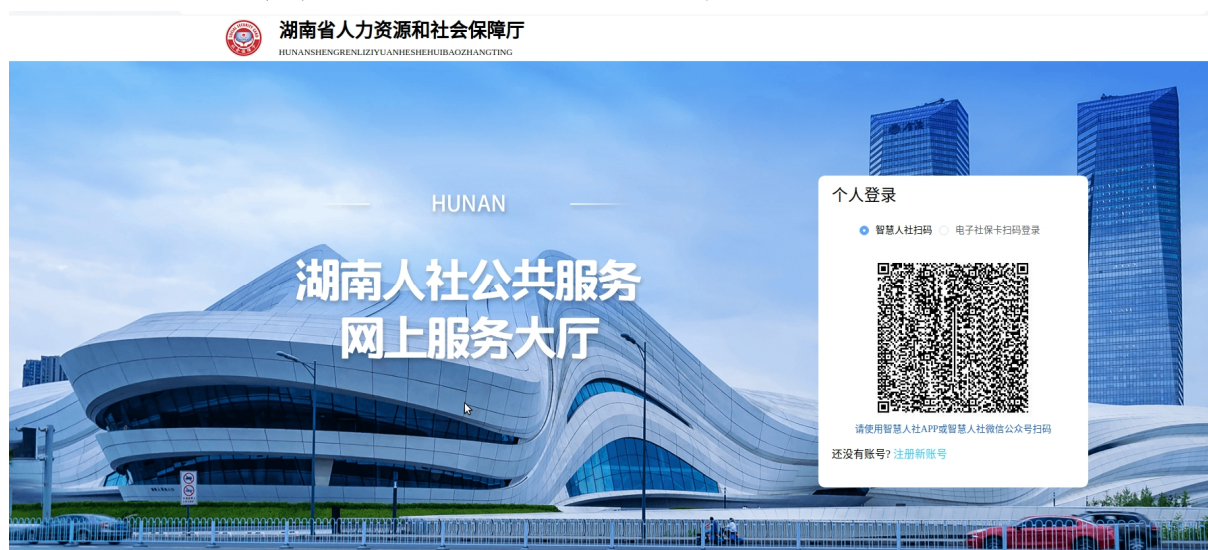 湖南省人力资源和社会保障厅
HUNANSHENGRENLIZIYUANHESHEHUIBAOZHANGTING
HUNAN
湖南人社公共服务
网上服务大厅
个人登录
智慧人社扫码 电子社保卡扫码登录
请使用智慧人社APP或智慧人社微信公众号扫码
还没有账号? 注册新账号